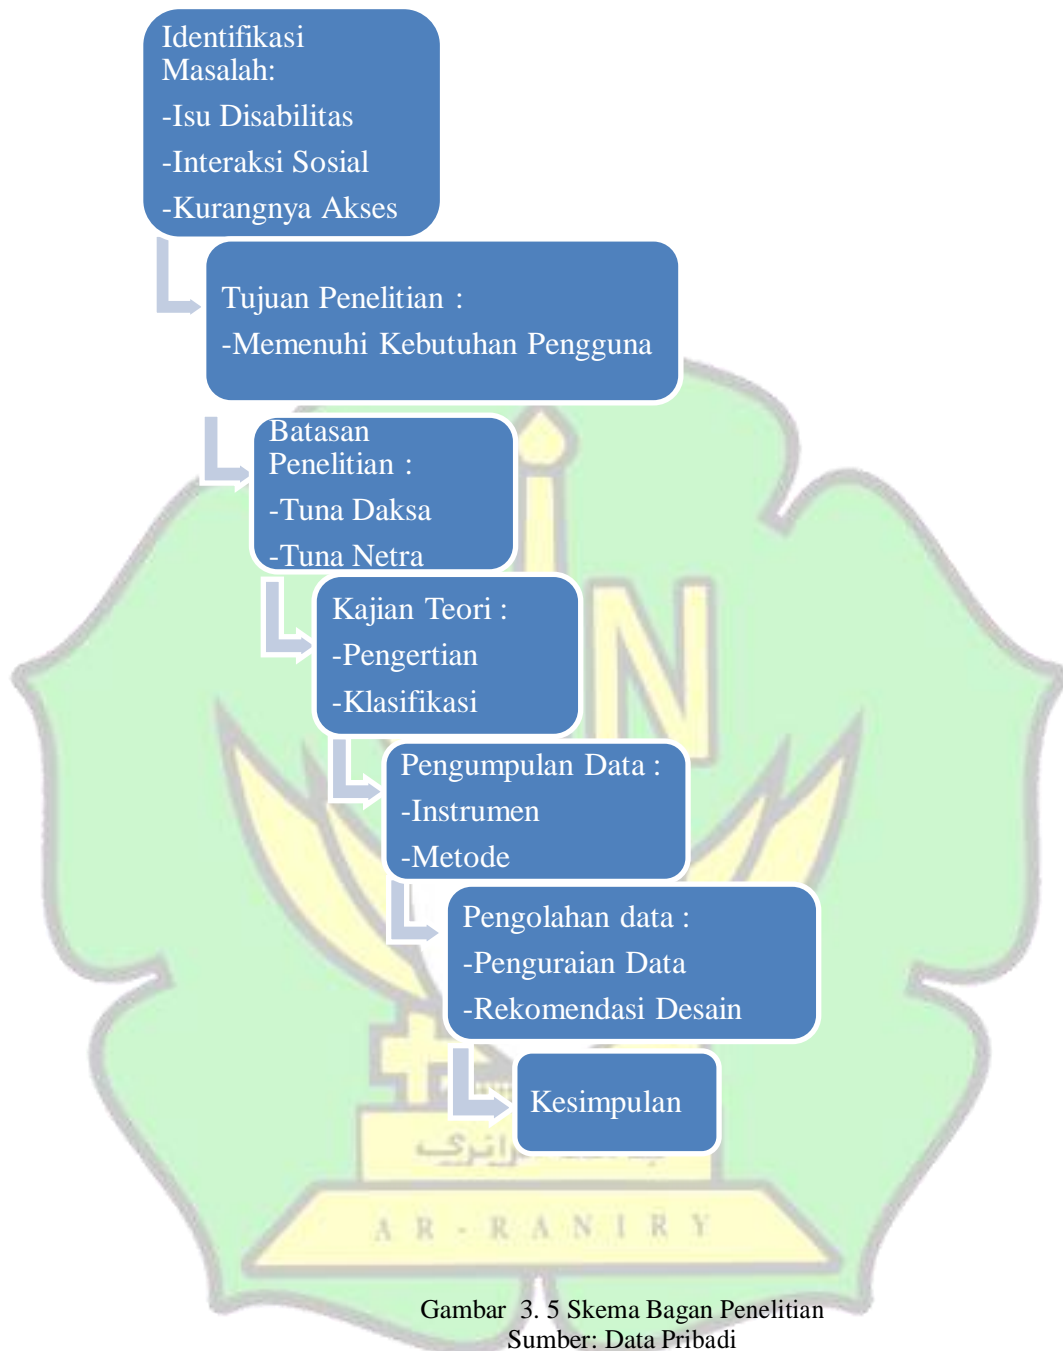 Identifikasi
Masalah:
-Isu Disabilitas
-Interaksi Sosial
-Kurangnya Akses
Tujuan Penelitian :
-Memenuhi Kebutuhan Pengguna
Batasan
Penelitian :
-Tuna Daksa
-Tuna Netra
Kajian Teori :
-Pengertian
-Klasifikasi
Pengumpulan Data :
-Instrumen
-Metode
Pengolahan data :
-Penguraian Data
-Rekomendasi Desain
Kesimpulan
N
AR-RANIRY
Gambar 3. 5 Skema Bagan Penelitian
Sumber: Data Pribadi